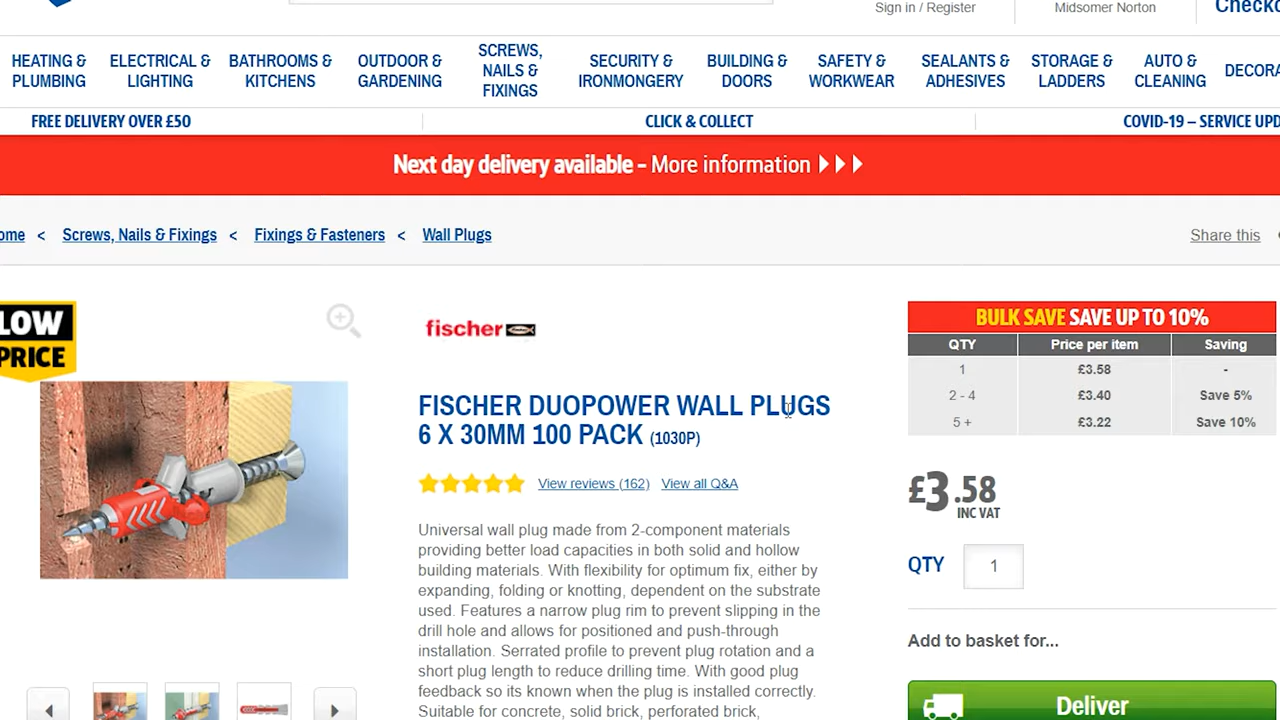 Sign in / Register
Midsomer Norton
HEATING & PLUMBING
ELECTRICAL & LIGHTING
BATHROOMS & KITCHENS
OUTDOOR & GARDENING
SCREWS, NAILS & FIXINGS
SECURITY & IRONMONGERY
BUILDING & DOORS
SAFETY & WORKWEAR
SEALANTS & ADHESIVES
STORAGE & LADDERS
AUTO & CLEANING
FREE DELIVERY OVER £50
CLICK & COLLECT
COVID-19 – SERVICE
Next day delivery available - More information
< Screws, Nails & Fixings < Fixings & Fasteners < Wall Plugs
Share this
LOW
PRICE
fischer
FISCHER DUOPOWER WALL PLUGS
6 X 30MM 100 PACK (1030P)
View reviews (162) View all Q&A
Universal wall plug made from 2-component materials
providing better load capacities in both solid and hollow
building materials. With flexibility for optimum fix, either by
expanding, folding or knotting, dependent on the substrate
used. Features a narrow plug rim to prevent slipping in the
drill hole and allows for positioned and push-through
installation. Serrated profile to prevent plug rotation and a
short plug length to reduce drilling time. With good plug
feedback so its known when the plug is installed correctly.
Suitable for concrete, solid brick, perforated brick,
BULK SAVE SAVE UP TO 10%
QTY Price per item Saving
1 £3.58 -
2 - 4 £3.40 Save 5%
5 + £3.22 Save 10%
£3.58
INC VAT
QTY 1
Add to basket for...
Deliver